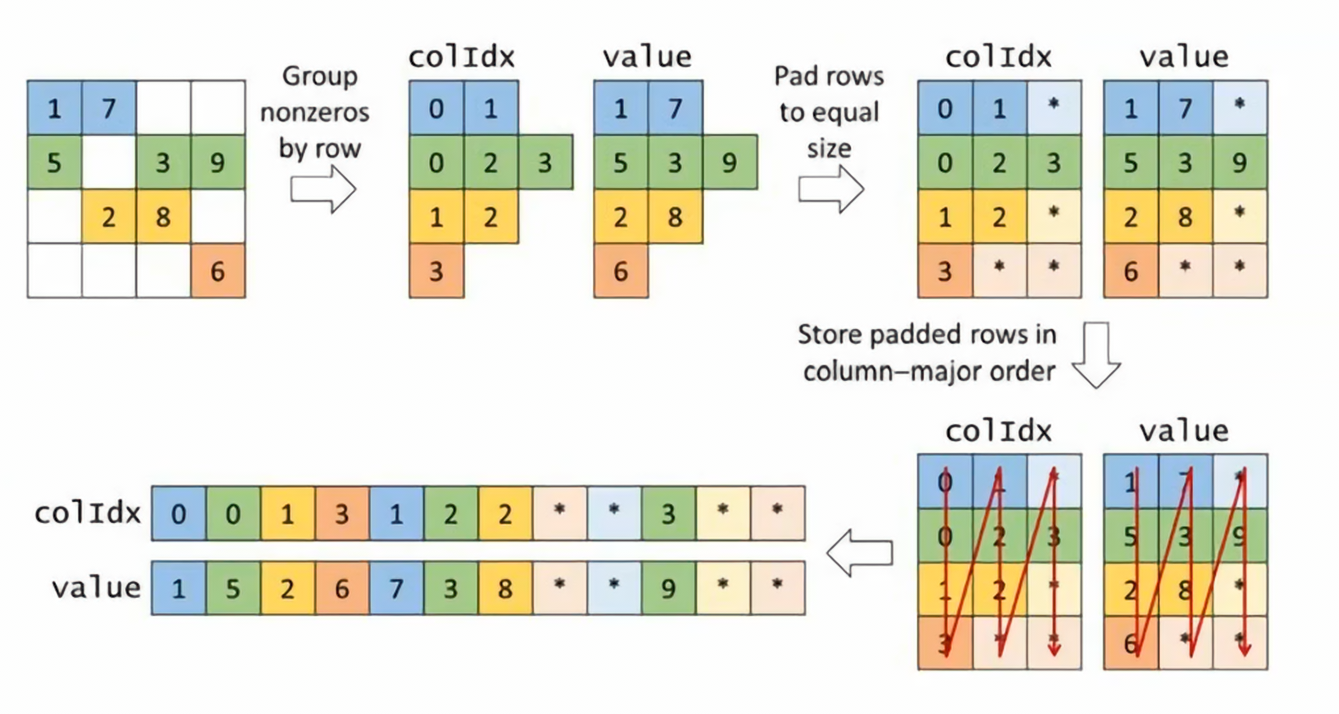 colIdx value
colIdx value
Group
nonzeros
by row
Pad rows
to equal
size
1 7
5 3 9
2 8
6
0 1
0 2 3
1 2
3
1 7
5 3 9
2 8
6
0 1 *
0 2 3
1 2 *
3 * *
1 7 *
5 3 9
2 8 *
6 * *
Store padded rows in
column–major order
colIdx value
0 1 *
0 2 3
1 2 *
3 * *
1 7 *
5 3 9
2 8 *
6 * *
colIdx 0 0 1 3 1 2 2 * * 3 * *
value 1 5 2 6 7 3 8 * * 9 * *